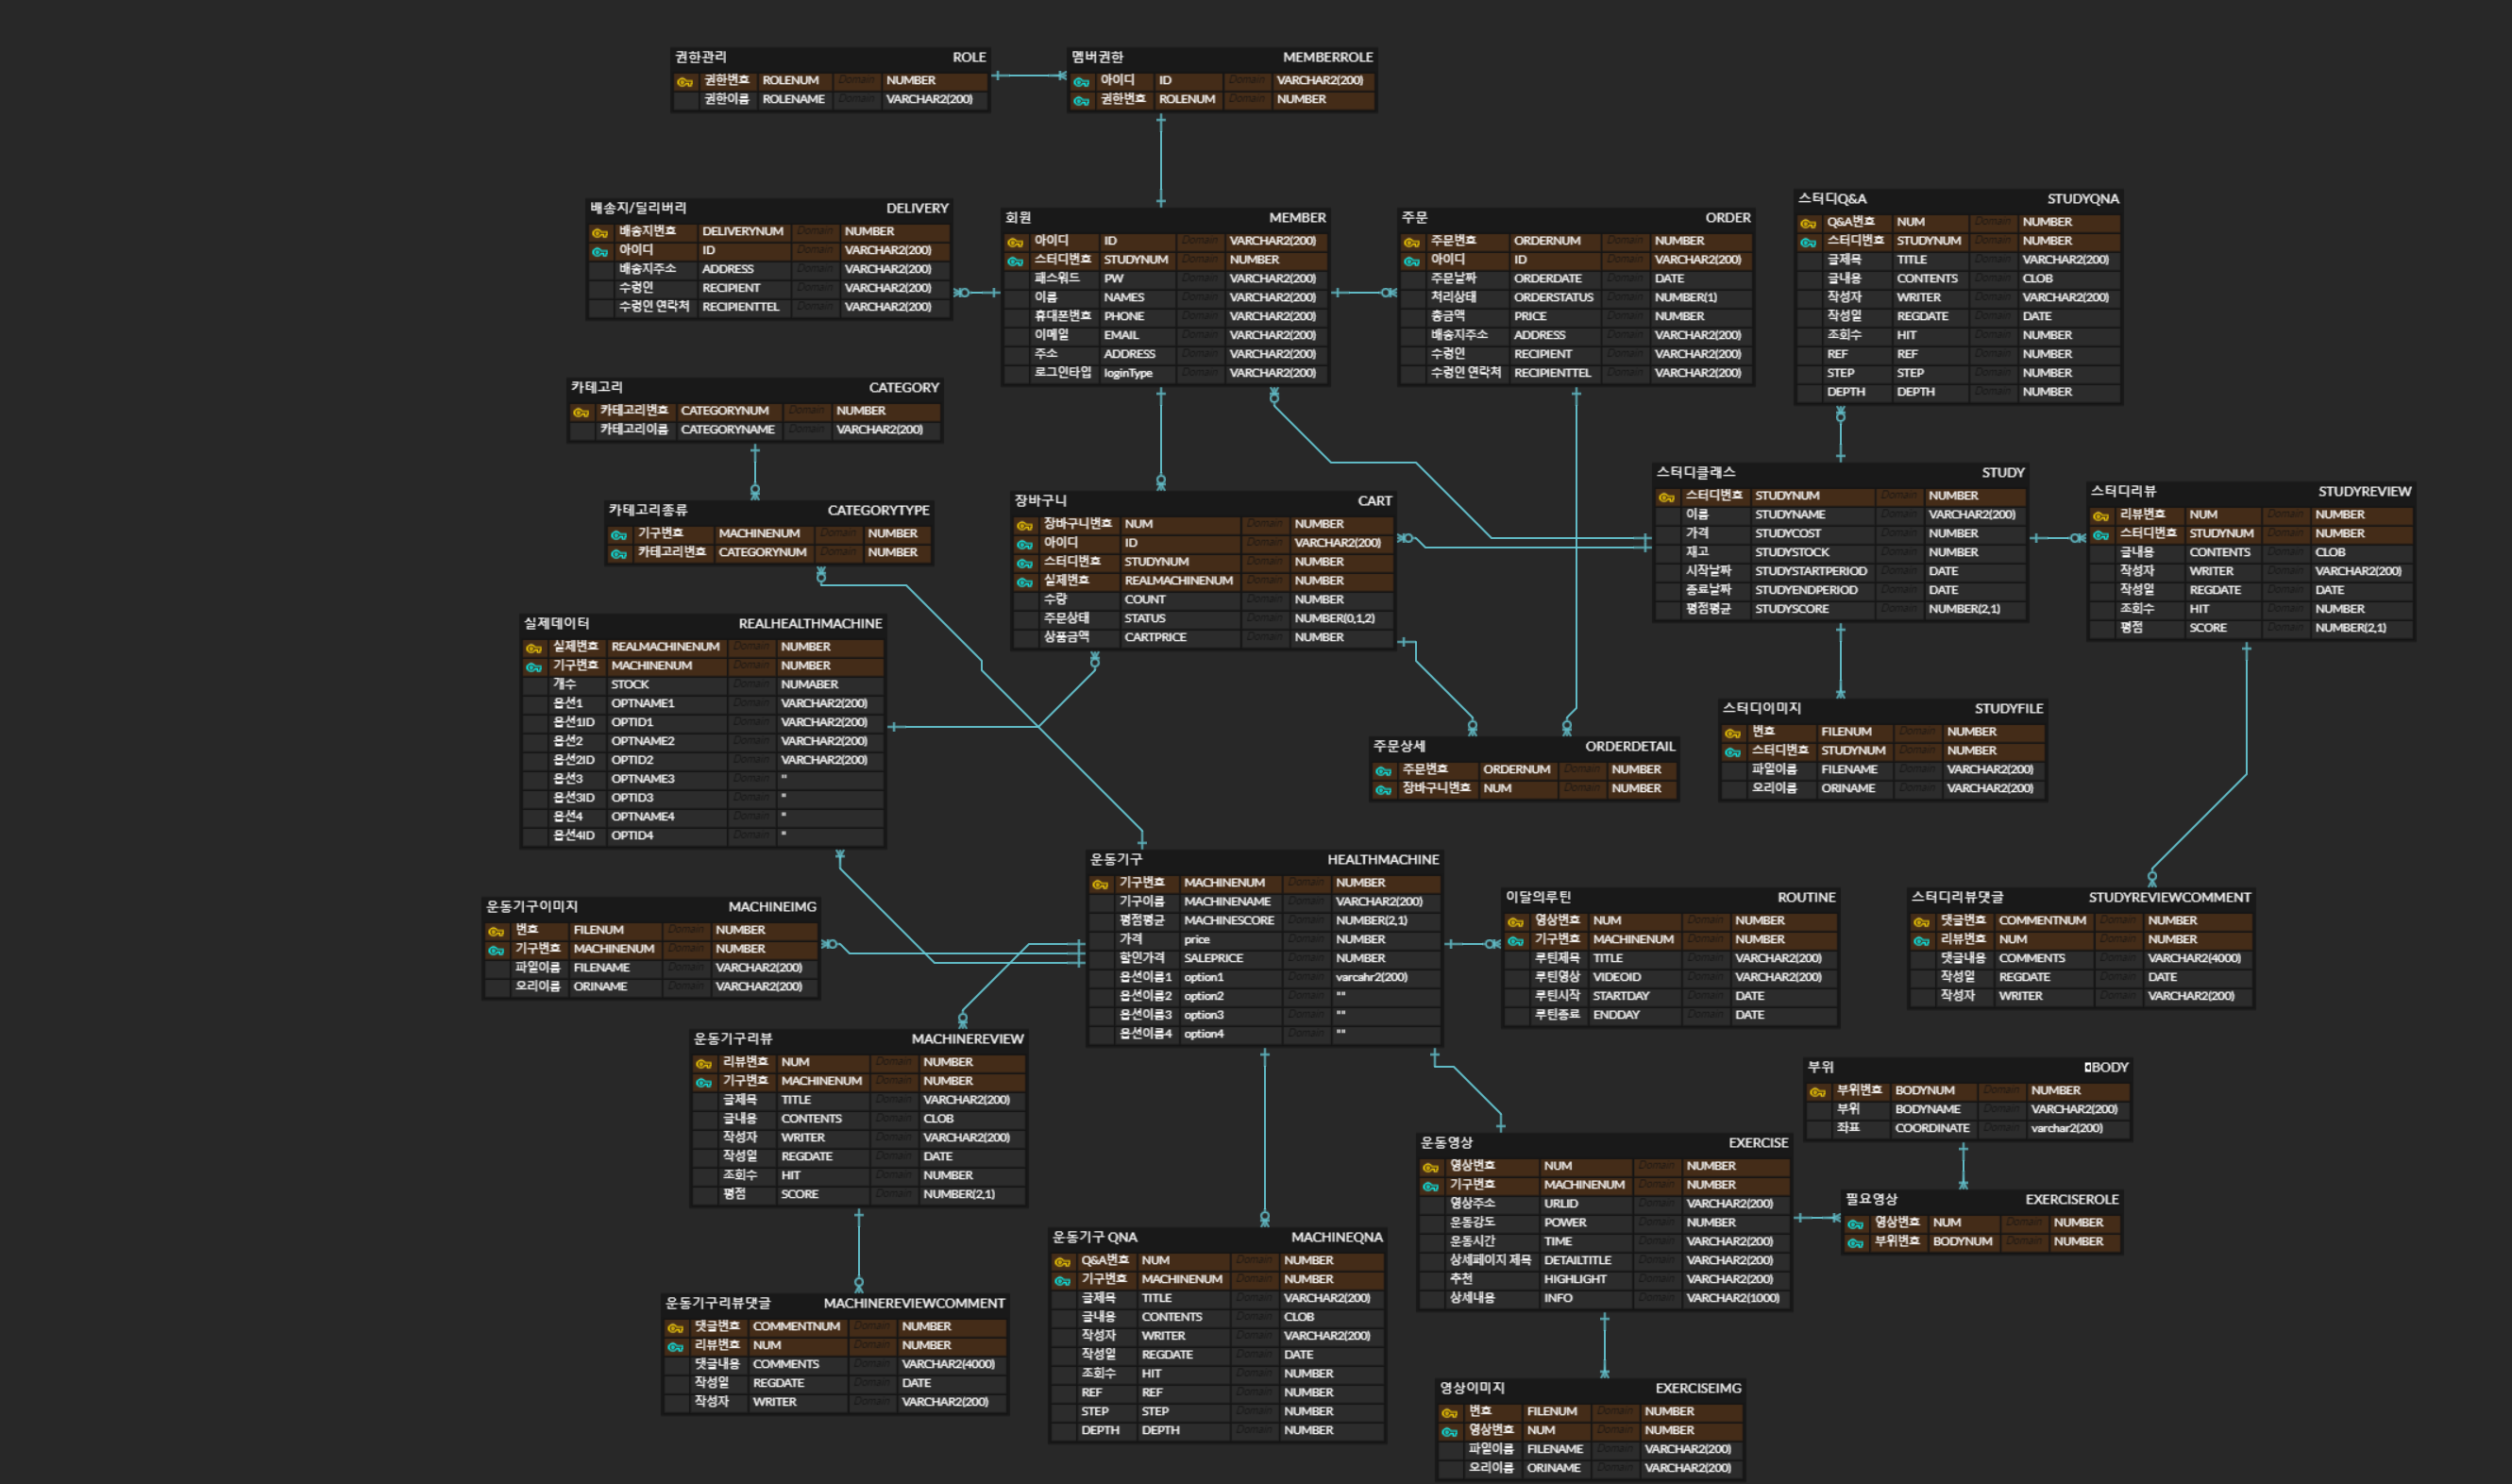 권한관리 ROLE
권한번호 ROLENUM Domain NUMBER
권한이름 ROLENAME Domain VARCHAR2(200)
멤버권한 MEMBERROLE
아이디 ID Domain VARCHAR2(200)
권한번호 ROLENUM Domain NUMBER
배송지/딜리버리 DELIVERY
배송지번호 DELIVERYNUM Domain NUMBER
아이디 ID Domain VARCHAR2(200)
배송지주소 ADDRESS Domain VARCHAR2(200)
수령인 RECIPIENT Domain VARCHAR2(200)
수령인 연락처 RECIPIENTTEL Domain VARCHAR2(200)
회원 MEMBER
아이디 ID Domain VARCHAR2(200)
스터디번호 STUDYNUM Domain NUMBER
패스워드 PW Domain VARCHAR2(200)
이름 NAMES Domain VARCHAR2(200)
휴대폰번호 PHONE Domain VARCHAR2(200)
이메일 EMAIL Domain VARCHAR2(200)
주소 ADDRESS Domain VARCHAR2(200)
로그인타입 loginType Domain VARCHAR2(200)
주문 ORDER
주문번호 ORDERNUM Domain NUMBER
아이디 ID Domain VARCHAR2(200)
주문날짜 ORDERDATE Domain DATE
처리상태 ORDERSTATUS Domain NUMBER(1)
총금액 PRICE Domain NUMBER
배송지주소 ADDRESS Domain VARCHAR2(200)
수령인 RECIPIENT Domain VARCHAR2(200)
수령인 연락처 RECIPIENTTEL Domain VARCHAR2(200)
스터디Q&A STUDYQNA
Q&A번호 NUM Domain NUMBER
스터디번호 STUDYNUM Domain NUMBER
글제목 TITLE Domain VARCHAR2(200)
글내용 CONTENTS Domain CLOB
작성자 WRITER Domain VARCHAR2(200)
작성일 REGDATE Domain DATE
조회수 HIT Domain NUMBER
REF REF Domain NUMBER
STEP STEP Domain NUMBER
DEPTH DEPTH Domain NUMBER
카테고리 CATEGORY
카테고리번호 CATEGORYNUM Domain NUMBER
카테고리이름 CATEGORYNAME Domain VARCHAR2(200)
카테고리종류 CATEGORYTYPE
기구번호 MACHINENUM Domain NUMBER
카테고리번호 CATEGORYNUM Domain NUMBER
장바구니 CART
장바구니번호 NUM Domain NUMBER
아이디 ID Domain VARCHAR2(200)
스터디번호 STUDYNUM Domain NUMBER
실제번호 REALMACHINENUM Domain NUMBER
수량 COUNT Domain NUMBER
주문상태 STATUS Domain NUMBER(0,1,2)
상품금액 CARTPRICE Domain NUMBER
스터디클래스 STUDY
스터디번호 STUDYNUM Domain NUMBER
이름 STUDYNAME Domain VARCHAR2(200)
가격 STUDYCOST Domain NUMBER
재고 STUDYSTOCK Domain NUMBER
시작날짜 STUDYSTARTPERIOD Domain DATE
종료날짜 STUDYENDPERIOD Domain DATE
평점평균 STUDYSCORE Domain NUMBER(2,1)
스터디리뷰 STUDYREVIEW
리뷰번호 NUM Domain NUMBER
스터디번호 STUDYNUM Domain NUMBER
글내용 CONTENTS Domain CLOB
작성자 WRITER Domain VARCHAR2(200)
작성일 REGDATE Domain DATE
조회수 HIT Domain NUMBER
평점 SCORE Domain NUMBER(2,1)
실제데이터 REALHEALTHMACHINE
실제번호 REALMACHINENUM Domain NUMBER
기구번호 MACHINENUM Domain NUMBER
개수 STOCK Domain NUMABER
옵션1 OPTNAME1 Domain VARCHAR2(200)
옵션1ID OPTID1 Domain VARCHAR2(200)
옵션2 OPTNAME2 Domain VARCHAR2(200)
옵션2ID OPTID2 Domain VARCHAR2(200)
옵션3 OPTNAME3 Domain "
옵션3ID OPTID3 Domain "
옵션4 OPTNAME4 Domain "
옵션4ID OPTID4 Domain "
스터디이미지 STUDYFILE
번호 FILENUM Domain NUMBER
스터디번호 STUDYNUM Domain NUMBER
파일이름 FILENAME Domain VARCHAR2(200)
오리이름 ORINAME Domain VARCHAR2(200)
주문상세 ORDERDETAIL
주문번호 ORDERNUM Domain NUMBER
장바구니번호 NUM Domain NUMBER
운동기구 HEALTHMACHINE
기구번호 MACHINENUM Domain NUMBER
기구이름 MACHINENAME Domain VARCHAR2(200)
평점평균 MACHINESCORE Domain NUMBER(2,1)
가격 price Domain NUMBER
할인가격 SALEPRICE Domain NUMBER
옵션이름1 option1 Domain varcahr2(200)
옵션이름2 option2 Domain ""
옵션이름3 option3 Domain ""
옵션이름4 option4 Domain ""
운동기구이미지 MACHINEIMG
번호 FILENUM Domain NUMBER
기구번호 MACHINENUM Domain NUMBER
파일이름 FILENAME Domain VARCHAR2(200)
오리이름 ORINAME Domain VARCHAR2(200)
이달의루틴 ROUTINE
영상번호 NUM Domain NUMBER
기구번호 MACHINENUM Domain NUMBER
루틴제목 TITLE Domain VARCHAR2(200)
루틴영상 VIDEOID Domain VARCHAR2(200)
루틴시작 STARTDAY Domain DATE
루틴종료 ENDDAY Domain DATE
스터디리뷰댓글 STUDYREVIEWCOMMENT
댓글번호 COMMENTNUM Domain NUMBER
리뷰번호 NUM Domain NUMBER
댓글내용 COMMENTS Domain VARCHAR2(4000)
작성일 REGDATE Domain DATE
작성자 WRITER Domain VARCHAR2(200)
운동기구리뷰 MACHINEREVIEW
리뷰번호 NUM Domain NUMBER
기구번호 MACHINENUM Domain NUMBER
글제목 TITLE Domain VARCHAR2(200)
글내용 CONTENTS Domain CLOB
작성자 WRITER Domain VARCHAR2(200)
작성일 REGDATE Domain DATE
조회수 HIT Domain NUMBER
평점 SCORE Domain NUMBER(2,1)
부위 BODY
부위번호 BODYNUM Domain NUMBER
부위 BODYNAME Domain VARCHAR2(200)
좌표 COORDINATE Domain varchar2(200)
운동영상 EXERCISE
영상번호 NUM Domain NUMBER
기구번호 MACHINENUM Domain NUMBER
영상주소 URLID Domain VARCHAR2(200)
운동강도 POWER Domain NUMBER
운동시간 TIME Domain VARCHAR2(200)
상세페이지 제목 DETAILTITLE Domain VARCHAR2(200)
추천 HIGHLIGHT Domain VARCHAR2(200)
상세내용 INFO Domain VARCHAR2(1000)
필요영상 EXERCISEROLE
영상번호 NUM Domain NUMBER
부위번호 BODYNUM Domain NUMBER
운동기구 QNA MACHINEQNA
Q&A번호 NUM Domain NUMBER
기구번호 MACHINENUM Domain NUMBER
글제목 TITLE Domain VARCHAR2(200)
글내용 CONTENTS Domain CLOB
작성자 WRITER Domain VARCHAR2(200)
작성일 REGDATE Domain DATE
조회수 HIT Domain NUMBER
REF REF Domain NUMBER
STEP STEP Domain NUMBER
DEPTH DEPTH Domain NUMBER
운동기구리뷰댓글 MACHINEREVIEWCOMMENT
댓글번호 COMMENTNUM Domain NUMBER
리뷰번호 NUM Domain NUMBER
댓글내용 COMMENTS Domain VARCHAR2(4000)
작성일 REGDATE Domain DATE
작성자 WRITER Domain VARCHAR2(200)
영상이미지 EXERCISEIMG
번호 FILENUM Domain NUMBER
영상번호 NUM Domain NUMBER
파일이름 FILENAME Domain VARCHAR2(200)
오리이름 ORINAME Domain VARCHAR2(200)